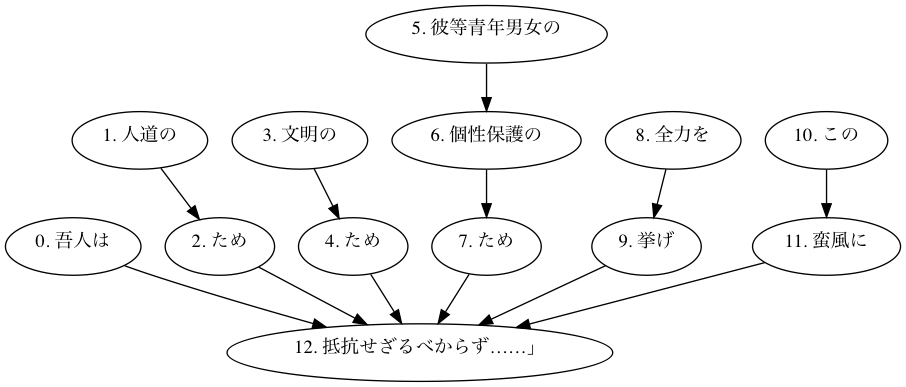 5. 彼等青年男女の
1. 人道の
3. 文明の
6. 個性保護の
8. 全力を
10. この
0. 吾人は
2. ため
4. ため
7. ため
9. 挙げ
11. 蛮風に
12. 抵抗せざるべからず……」